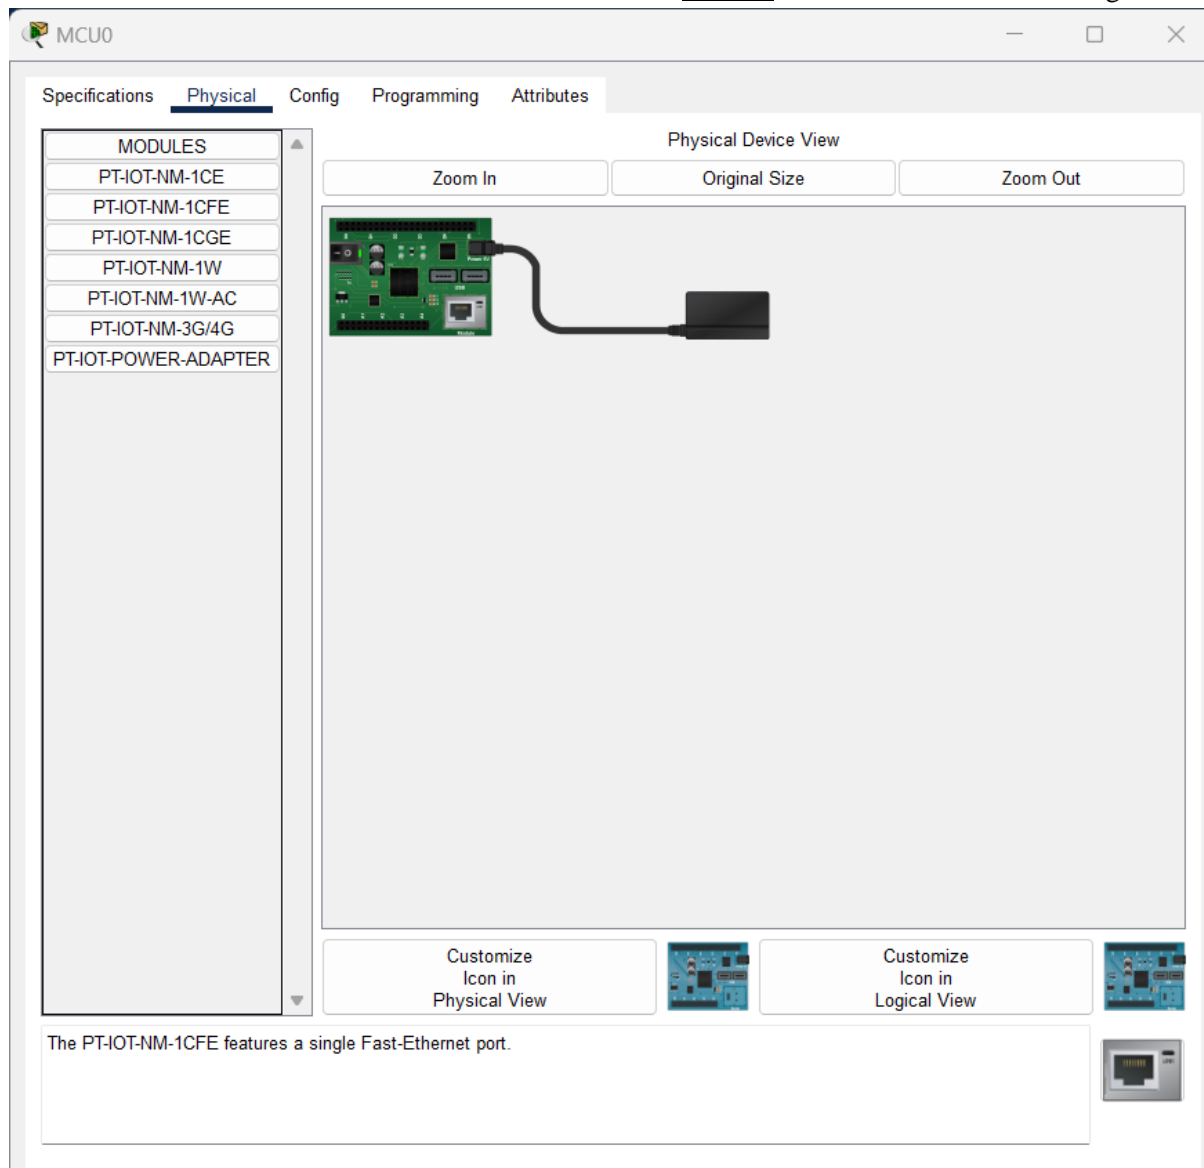 MCU0
Specifications Physical Config Programming Attributes
MODULES
PT-IOT-NM-1CE
PT-IOT-NM-1CFE
PT-IOT-NM-1CGE
PT-IOT-NM-1W
PT-IOT-NM-1W-AC
PT-IOT-NM-3G/4G
PT-IOT-POWER-ADAPTER
Physical Device View
Zoom In Original Size Zoom Out
USB
Module
Customize
Icon in
Physical View
Customize
Icon in
Logical View
The PT-IOT-NM-1CFE features a single Fast-Ethernet port.